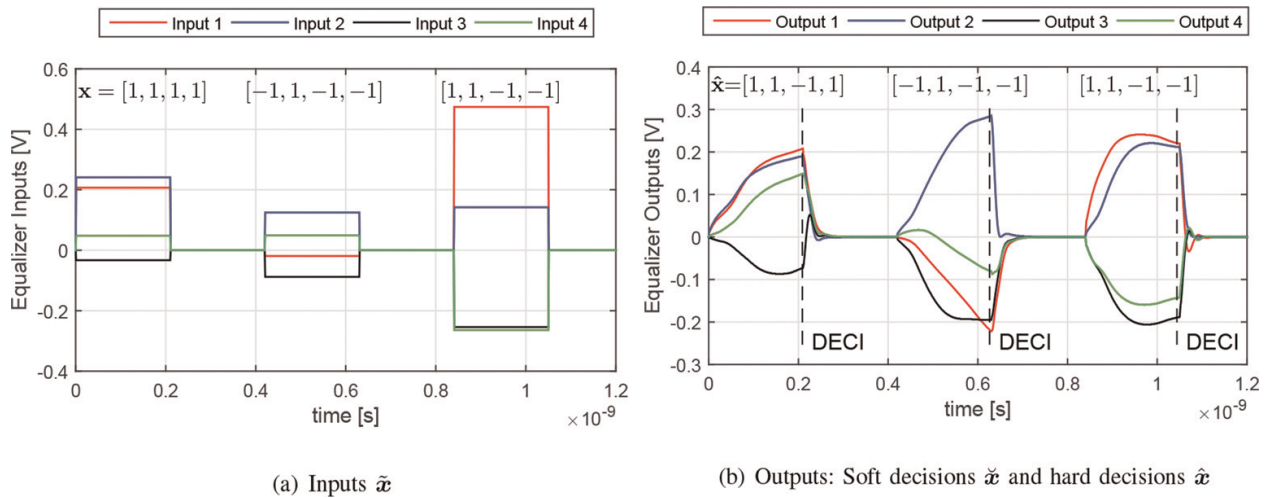 Input 1 Input 2 Input 3 Input 4
Equalizer Inputs [V]
0.6
0.4
0.2
0
-0.2
-0.4
x = [1, 1, 1, 1] [-1, 1, -1, -1] [1, 1, -1, -1]
0 0.2 0.4 0.6 0.8 1 1.2
time [s]
×10⁻⁹
(a) Inputs x̃
Output 1 Output 2 Output 3 Output 4
Equalizer Outputs [V]
0.4
0.3
0.2
0.1
0
-0.1
-0.2
-0.3
x̂=[1, 1, -1, 1] [-1, 1, -1, -1] [1, 1, -1, -1]
DECI DECI DECI
0 0.2 0.4 0.6 0.8 1 1.2
time [s]
×10⁻⁹
(b) Outputs: Soft decisions x̆ and hard decisions x̂